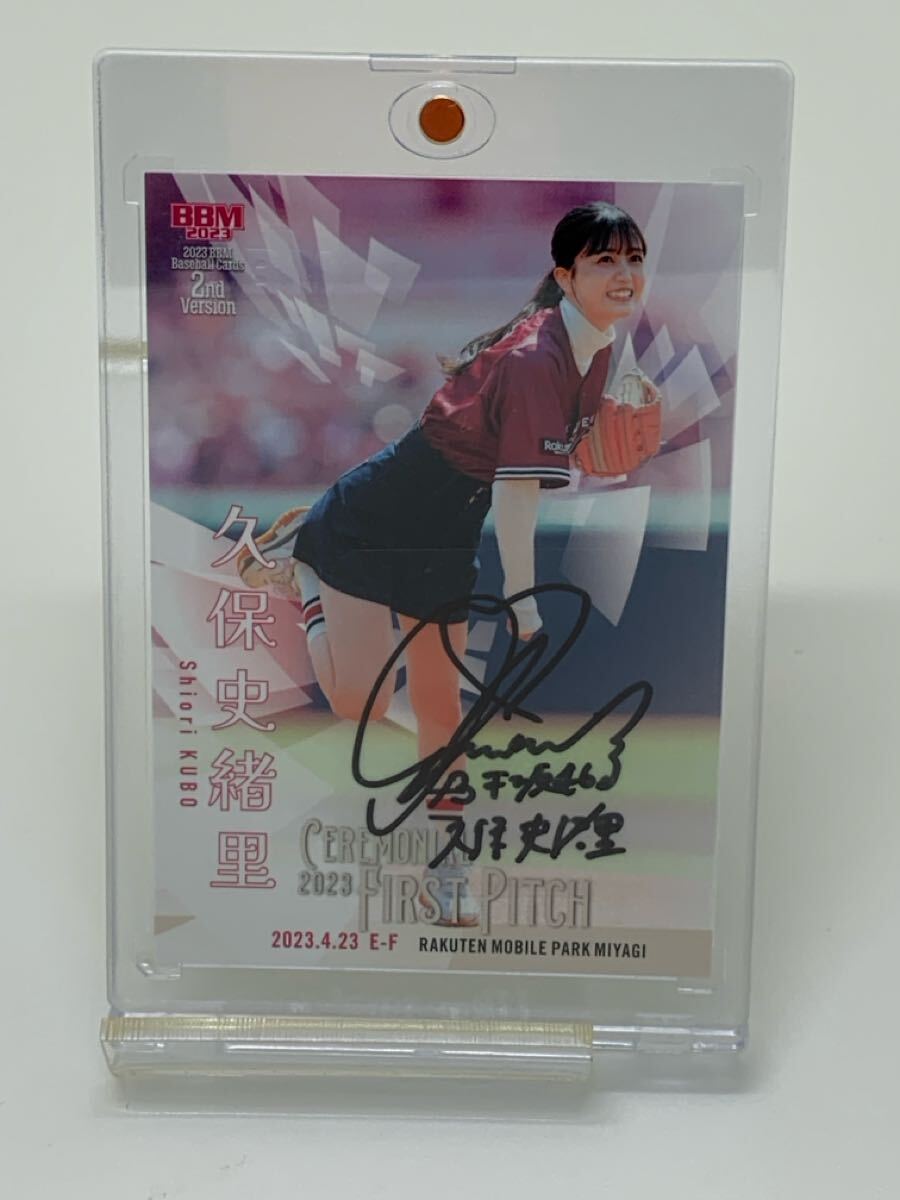 BBM
2023
2023 BBM
Baseball Cards
2nd
Version
久保史緒里
Shiori KUBO
久保史緒里
CEREMONIAL
2023 FIRST PITCH
2023.4.23 E-F RAKUTEN MOBILE PARK MIYAGI